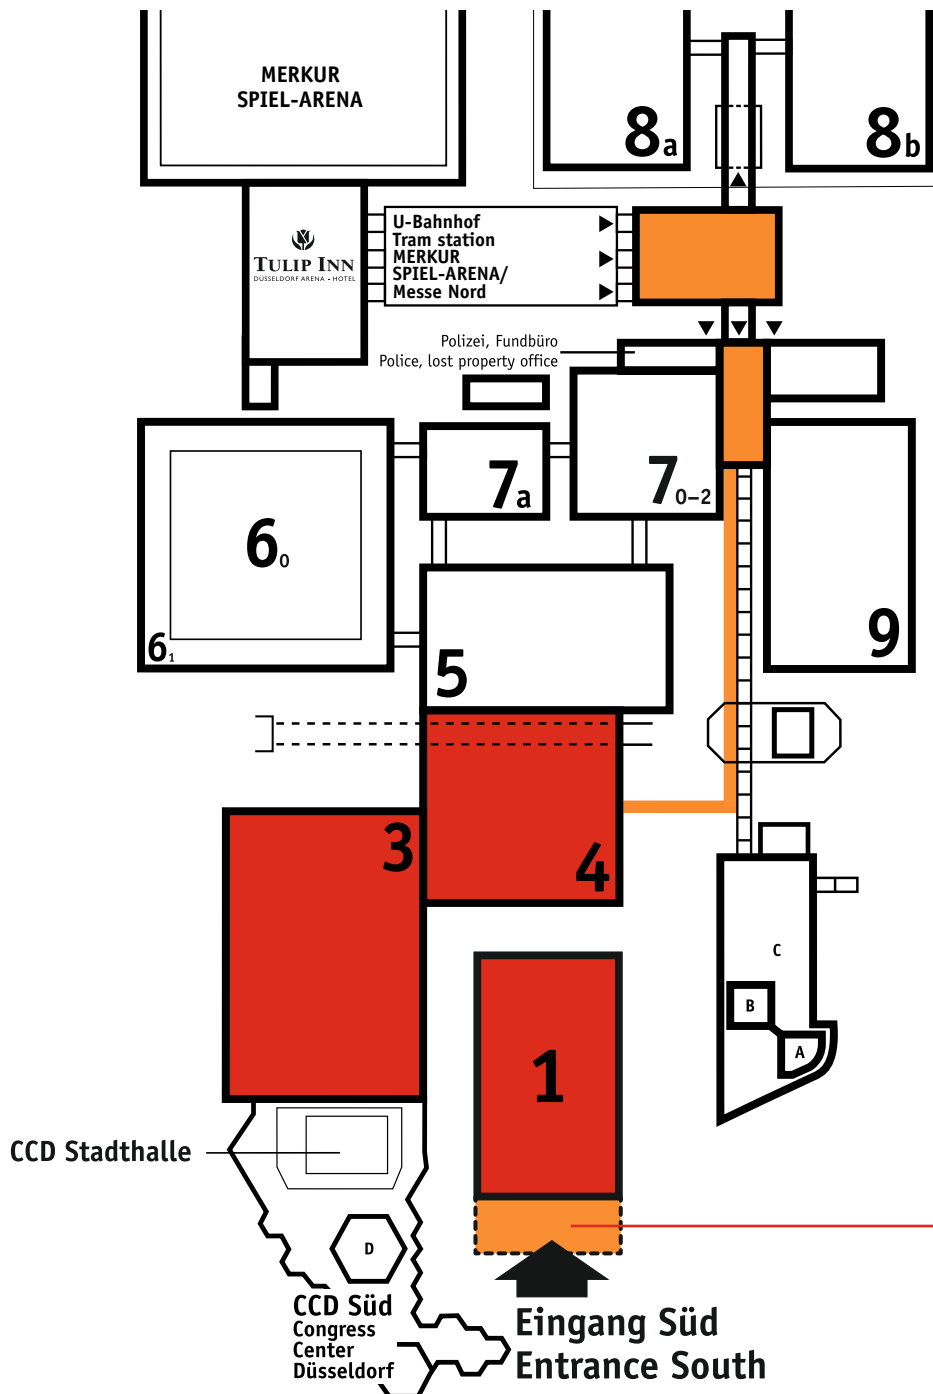 MERKUR
SPIEL-ARENA
8a
8b
TULIP INN
DÜSSELDORF ARENA - HOTEL
U-Bahnhof
Tram station
MERKUR
SPIEL-ARENA/
Messe Nord
Polizei, Fundbüro
Police, lost property office
7a
7 0–2
60
61
5
9
3
4
C
B
A
1
CCD Stadthalle
D
CCD Süd
Congress
Center
Düsseldorf
Eingang Süd
Entrance South